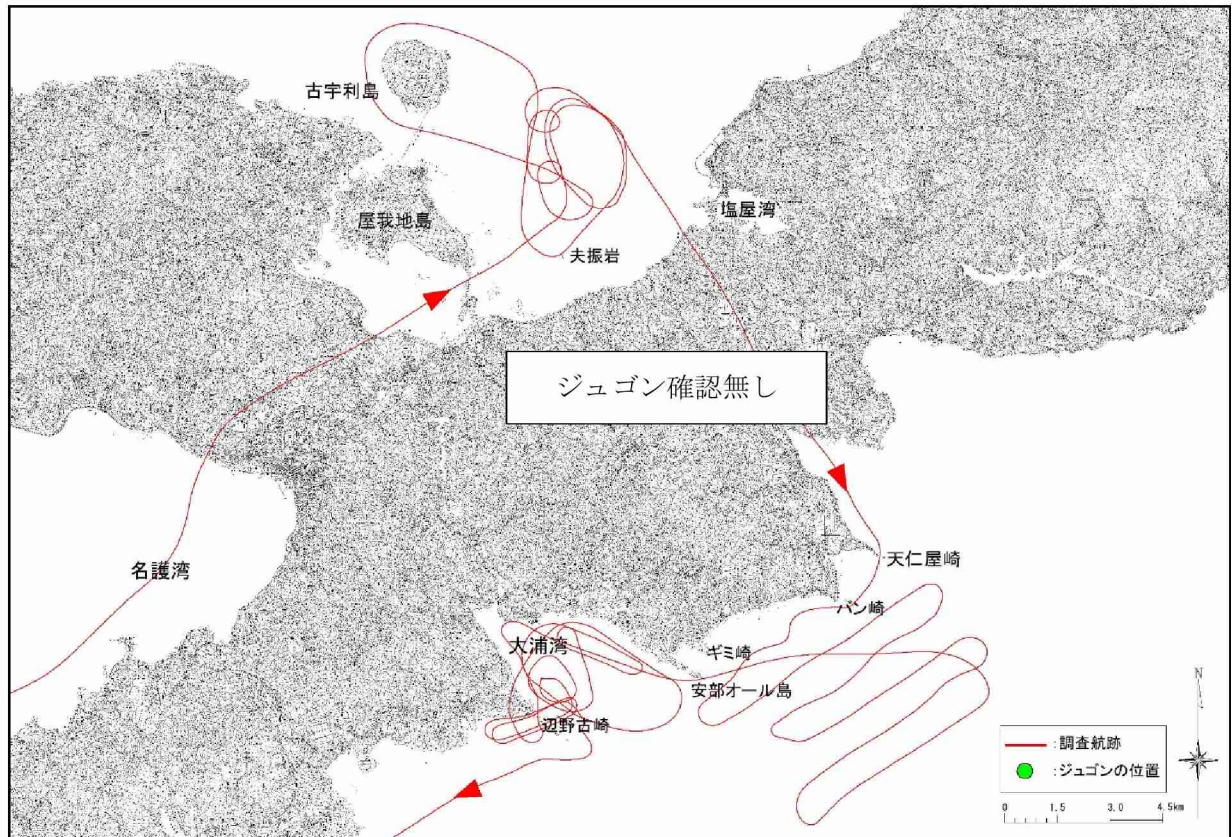 古宇利島
屋我地島
塩屋湾
夫振岩
ジュゴン確認無し
名護湾
天仁屋崎
バン崎
大浦湾
ギミ崎
安部オール島
辺野古崎
N
:調査航跡
:ジュゴンの位置
0 1.5 3.0 4.5km